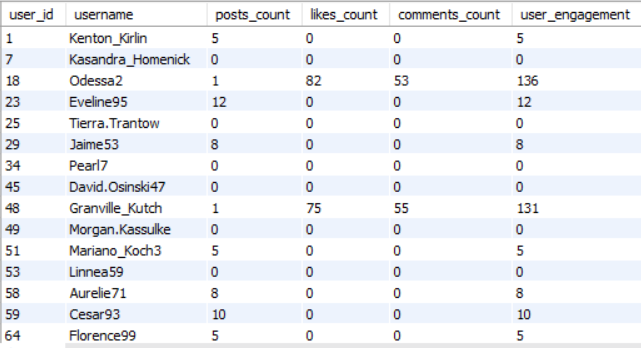 user_id username posts_count likes_count comments_count user_engagement
1 Kenton_Kirlin 5 0 0 5
7 Kasandra_Homenick 0 0 0 0
18 Odessa2 1 82 53 136
23 Eveline95 12 0 0 12
25 Tierra.Trantow 0 0 0 0
29 Jaime53 8 0 0 8
34 Pearl7 0 0 0 0
45 David.Osinski47 0 0 0 0
48 Granville_Kutch 1 75 55 131
49 Morgan.Kassulke 0 0 0 0
51 Mariano_Koch3 5 0 0 5
53 Linnea59 0 0 0 0
58 Aurelie71 8 0 0 8
59 Cesar93 10 0 0 10
64 Florence99 5 0 0 5